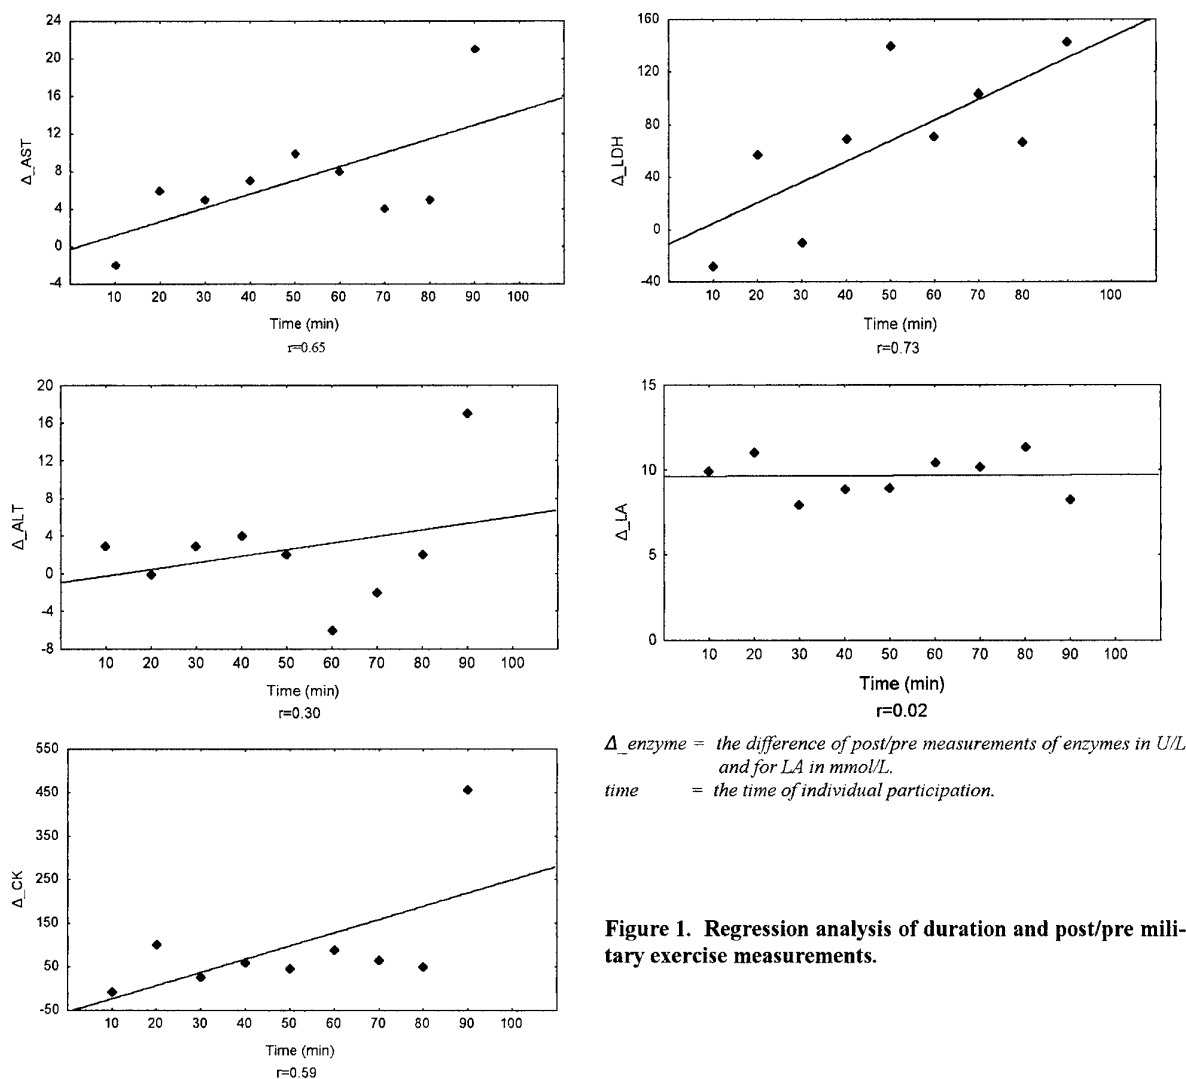 24
20
16
12
8
4
0
-4
Δ_AST
10 20 30 40 50 60 70 80 90 100
Time (min)
r=0.65
160
120
80
40
0
-40
Δ_LDH
10 20 30 40 50 60 70 80 90 100
Time (min)
r=0.73
20
16
12
8
4
0
-4
-8
Δ_ALT
10 20 30 40 50 60 70 80 90 100
Time (min)
r=0.30
15
10
5
0
Δ_LA
10 20 30 40 50 60 70 80 90 100
Time (min)
r=0.02
Δ_enzyme = the difference of post/pre measurements of enzymes in U/L
and for LA in mmol/L.
time = the time of individual participation.
550
450
350
250
150
50
-50
Δ_CK
10 20 30 40 50 60 70 80 90 100
Time (min)
r=0.59
Figure 1. Regression analysis of duration and post/pre mili-
tary exercise measurements.